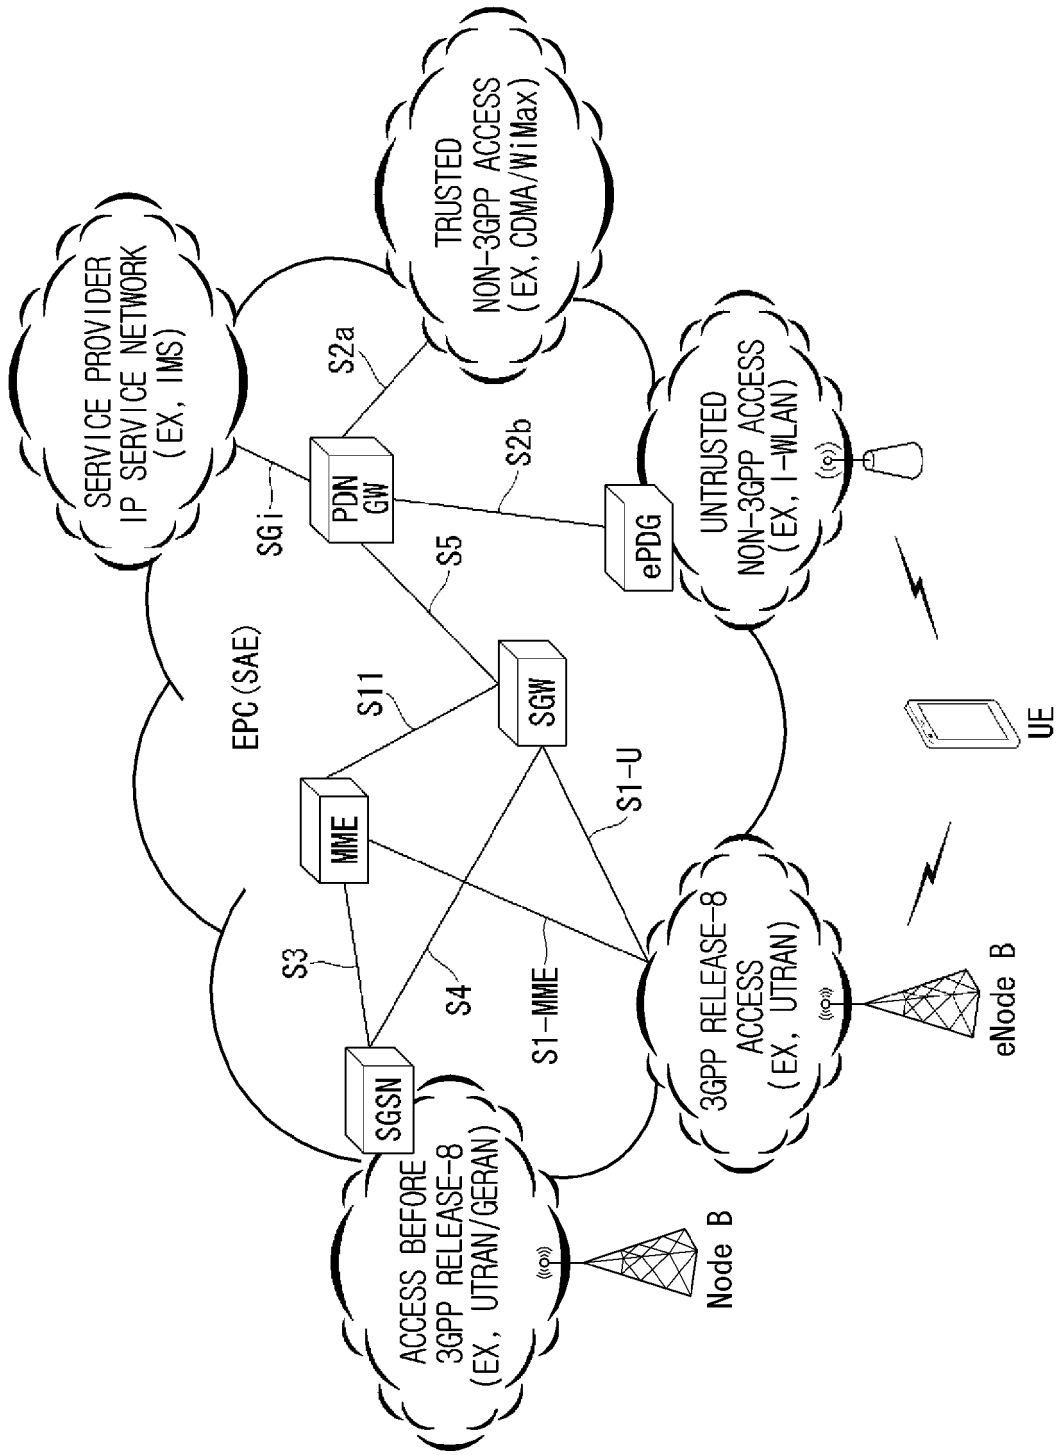 SERVICE PROVIDER
IP SERVICE NETWORK
(EX, IMS)
TRUSTED
NON-3GPP ACCESS
(EX, CDMA/WiMax)
EPC(SAE)
SGi
S2a
PDN
GW
S2b
S5
S11
MME
SGW
ePDG
S3
S4
S1-MME
S1-U
SGSN
ACCESS BEFORE
3GPP RELEASE-8
(EX, UTRAN/GERAN)
3GPP RELEASE-8
ACCESS
(EX, UTRAN)
UNTRUSTED
NON-3GPP ACCESS
(EX, I-WLAN)
Node B
eNode B
UE